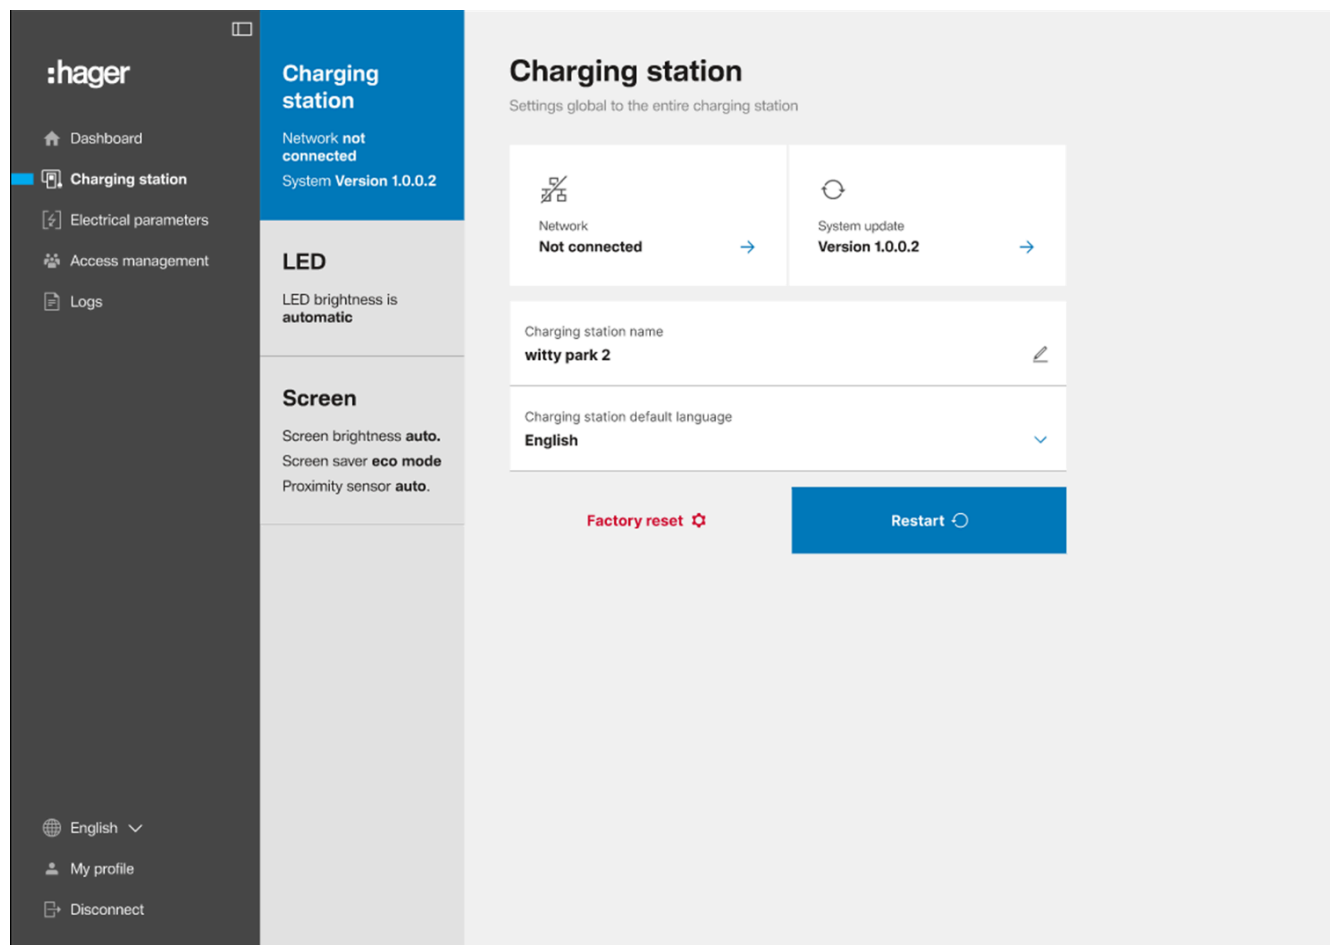 :hager
Dashboard
Charging station
Electrical parameters
Access management
Logs
English
My profile
Disconnect
Charging
station
Network not
connected
System Version 1.0.0.2
LED
LED brightness is
automatic
Screen
Screen brightness auto.
Screen saver eco mode
Proximity sensor auto.
Charging station
Settings global to the entire charging station
Network
Not connected
System update
Version 1.0.0.2
Charging station name
witty park 2
Charging station default language
English
Factory reset
Restart